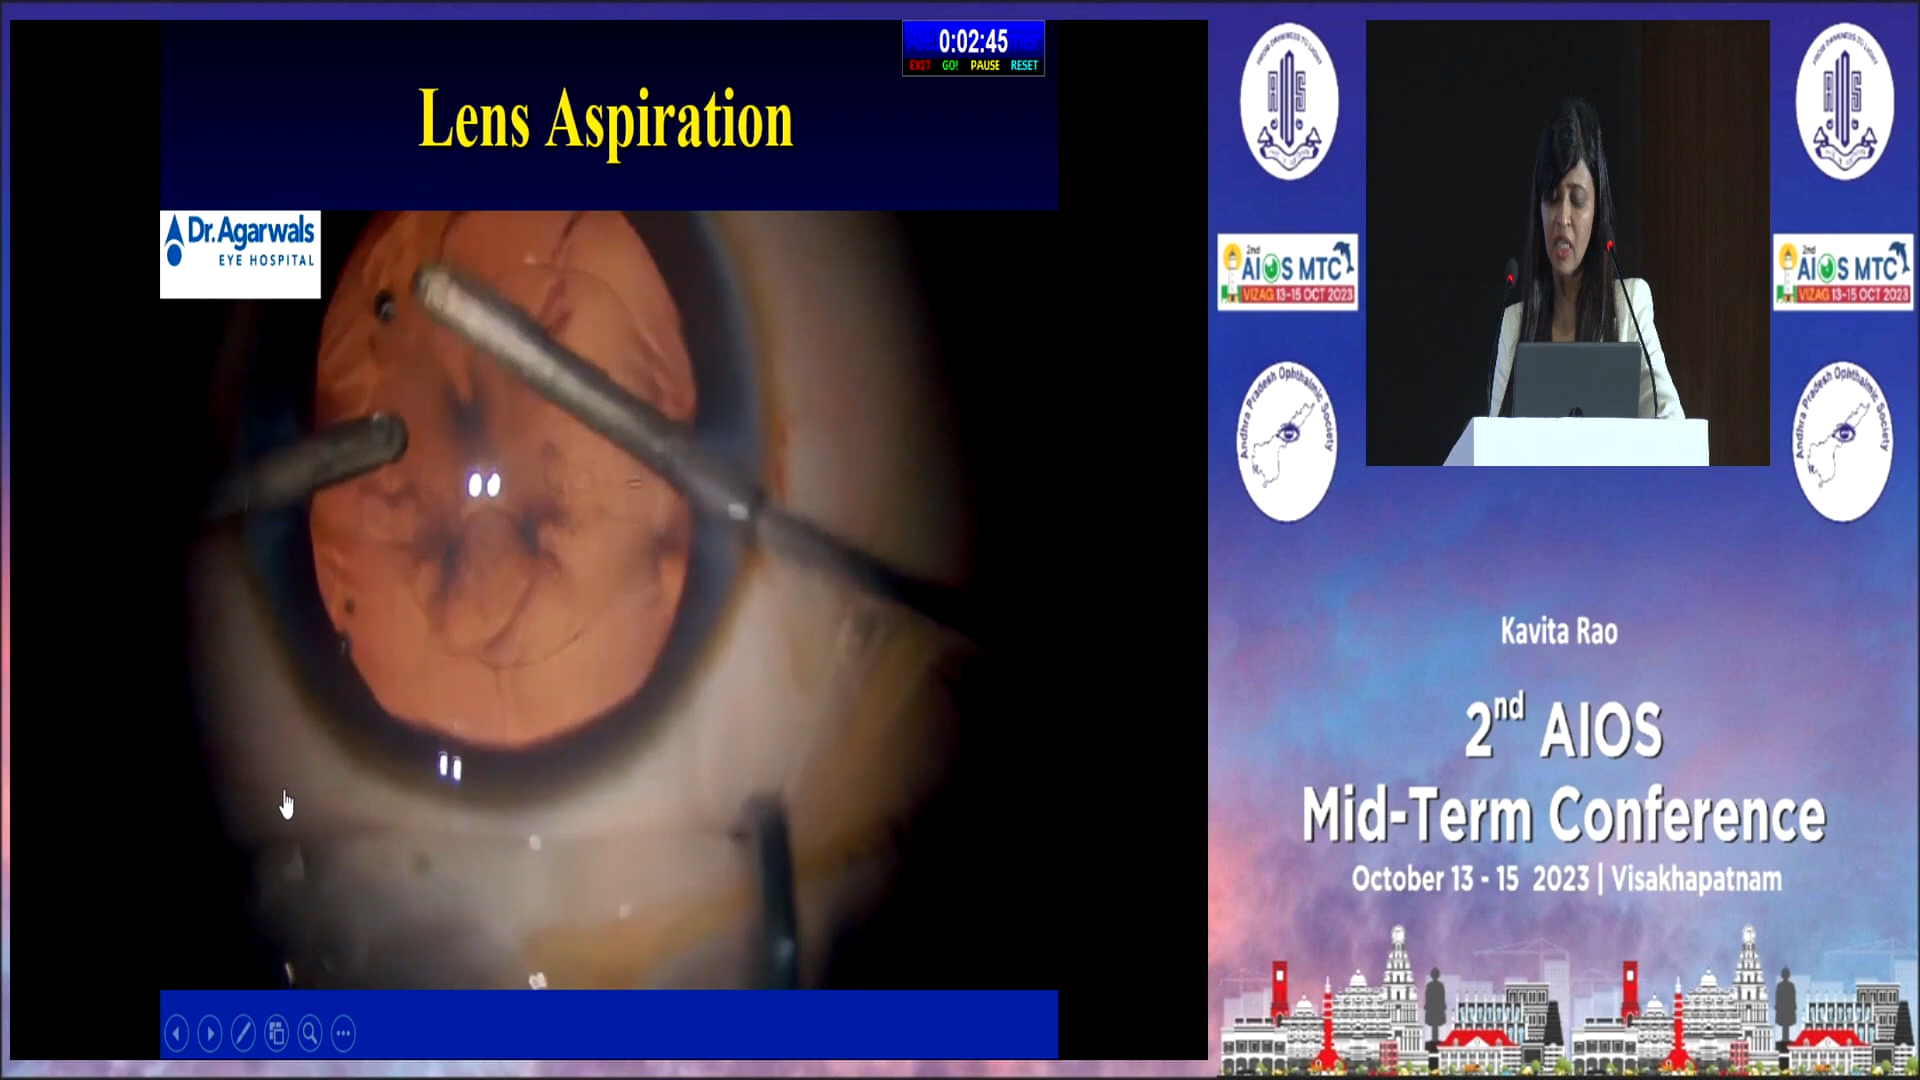 0:02:45
EXIT GO! PAUSE RESET
Lens Aspiration
Dr.Agarwals
EYE HOSPITAL
2nd
AIOS MTC
VIZAG 13-15 OCT 2023
Andhra Pradesh Ophthalmic Society
2nd
AIOS MTC
VIZAG 13-15 OCT 2023
Andhra Pradesh Ophthalmic Society
Kavita Rao
2nd AIOS
Mid-Term Conference
October 13 - 15 2023 | Visakhapatnam